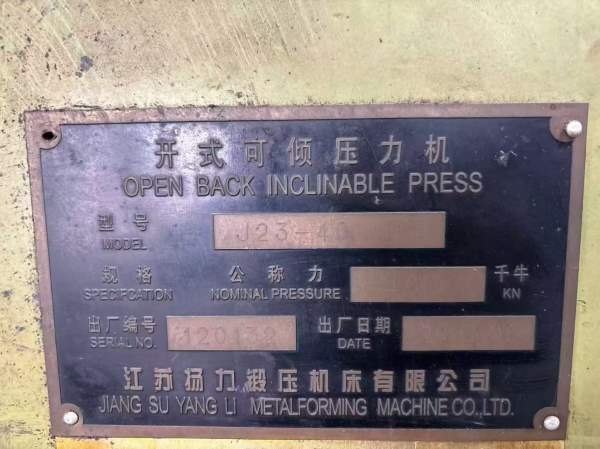 开式可倾压力机
OPEN BACK INCLINABLE PRESS
型号 J23-40
MODEL
规格 公称力 千牛
SPECIFCATION NOMINAL PRESSURE KN
出厂编号 出厂日期
SERIAL NO. DATE
江苏扬力锻压机床有限公司
JIANG SU YANG LI METALFORMING MACHINE CO.,LTD.